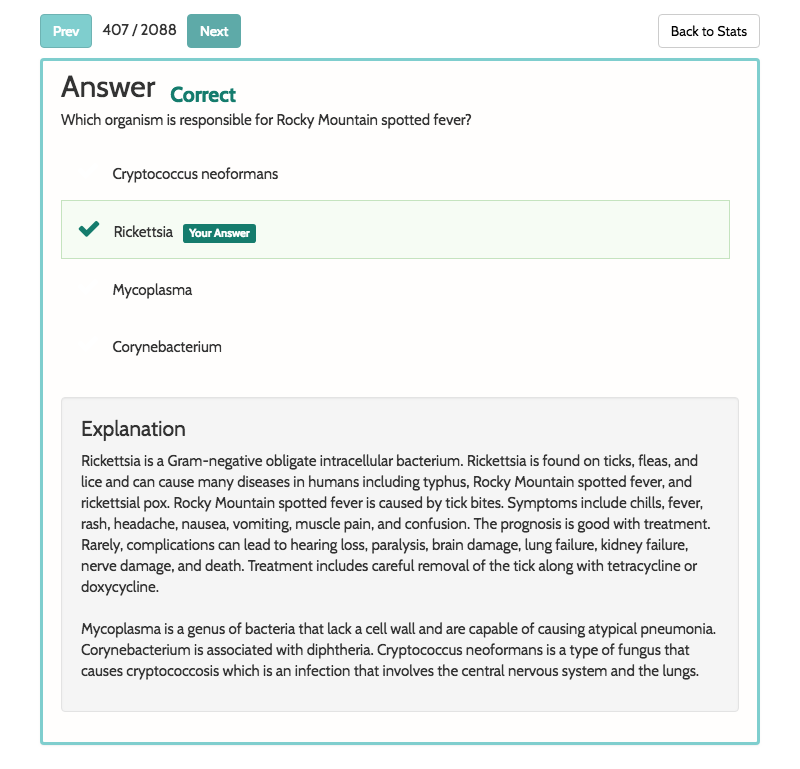 Prev 407 / 2088 Next Back to Stats
Answer Correct
Which organism is responsible for Rocky Mountain spotted fever?
Cryptococcus neoformans
Rickettsia Your Answer
Mycoplasma
Corynebacterium
Explanation
Rickettsia is a Gram-negative obligate intracellular bacterium. Rickettsia is found on ticks, fleas, and
lice and can cause many diseases in humans including typhus, Rocky Mountain spotted fever, and
rickettsial pox. Rocky Mountain spotted fever is caused by tick bites. Symptoms include chills, fever,
rash, headache, nausea, vomiting, muscle pain, and confusion. The prognosis is good with treatment.
Rarely, complications can lead to hearing loss, paralysis, brain damage, lung failure, kidney failure,
nerve damage, and death. Treatment includes careful removal of the tick along with tetracycline or
doxycycline.
Mycoplasma is a genus of bacteria that lack a cell wall and are capable of causing atypical pneumonia.
Corynebacterium is associated with diphtheria. Cryptococcus neoformans is a type of fungus that
causes cryptococcosis which is an infection that involves the central nervous system and the lungs.